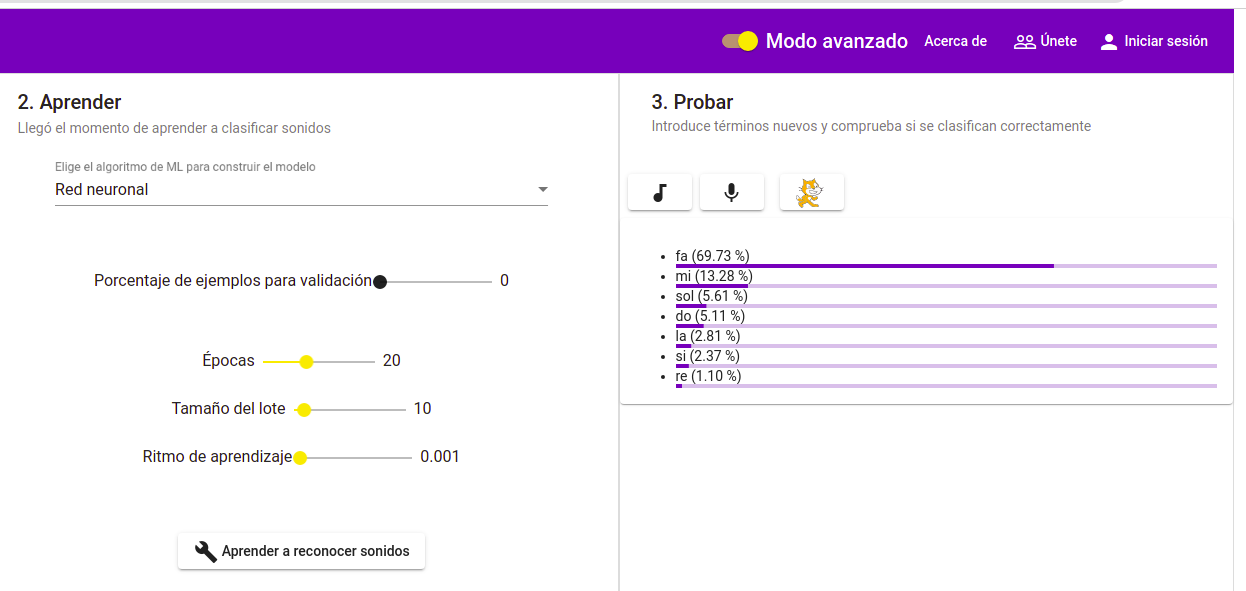 Modo avanzado
Acerca de
Únete
Iniciar sesión
2. Aprender
Llegó el momento de aprender a clasificar sonidos
Elige el algoritmo de ML para construir el modelo
Red neuronal
Porcentaje de ejemplos para validación 0
Épocas 20
Tamaño del lote 10
Ritmo de aprendizaje 0.001
Aprender a reconocer sonidos
3. Probar
Introduce términos nuevos y comprueba si se clasifican correctamente
fa (69.73 %)
mi (13.28 %)
sol (5.61 %)
do (5.11 %)
la (2.81 %)
si (2.37 %)
re (1.10 %)